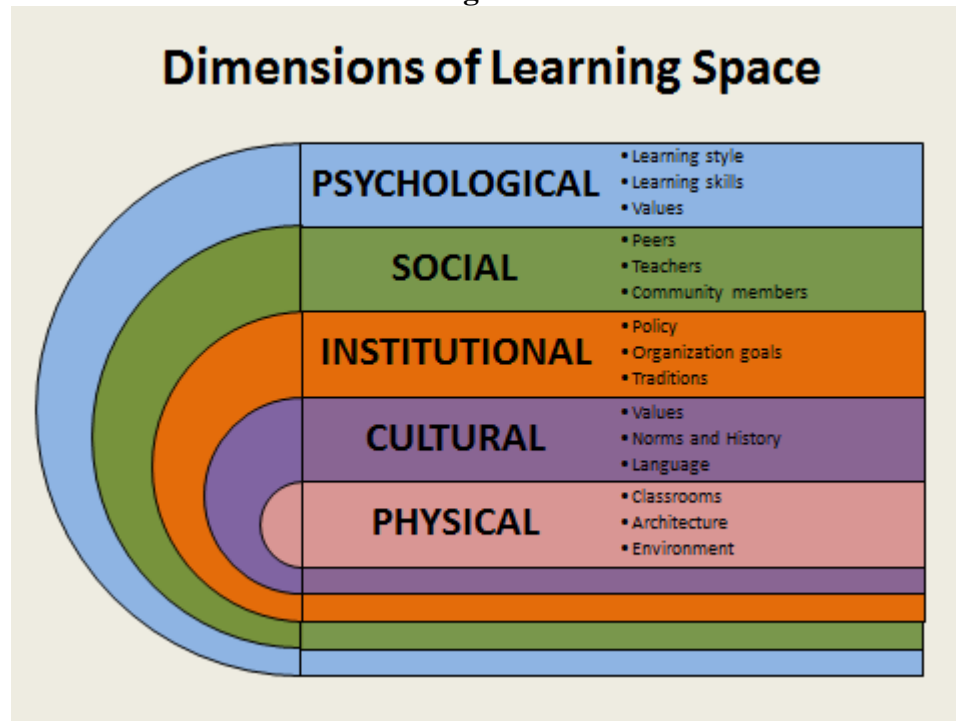 Dimensions of Learning Space
PSYCHOLOGICAL
• Learning style
• Learning skills
• Values
SOCIAL
• Peers
• Teachers
• Community members
INSTITUTIONAL
• Policy
• Organization goals
• Traditions
CULTURAL
• Values
• Norms and History
• Language
PHYSICAL
• Classrooms
• Architecture
• Environment